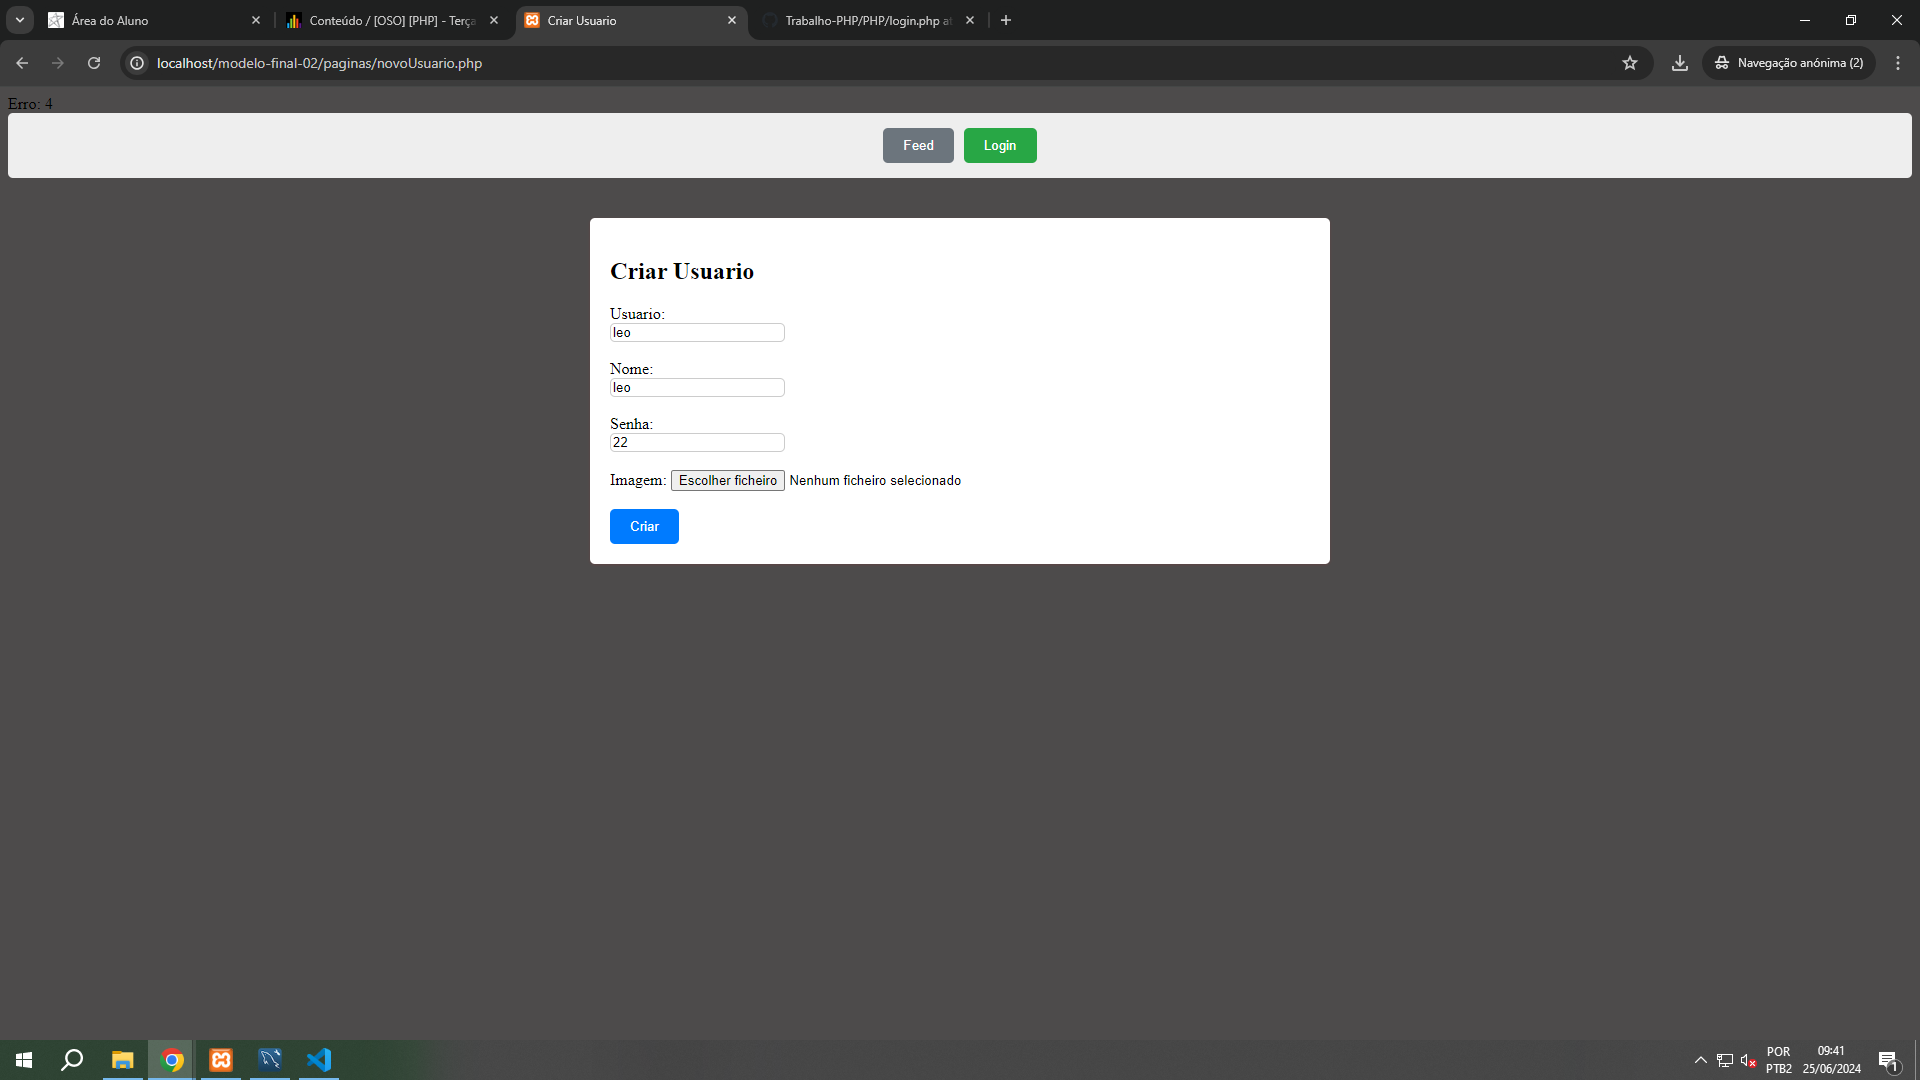 Área do Aluno
Conteúdo / [OSO] [PHP] - Terça
Criar Usuario
Trabalho-PHP/PHP/login.php at
localhost/modelo-final-02/paginas/novoUsuario.php
Navegação anónima (2)
Erro: 4
Feed
Login
Criar Usuario
Usuario:
leo
Nome:
leo
Senha:
22
Imagem: Escolher ficheiro Nenhum ficheiro selecionado
Criar
POR
PTB2
09:41
25/06/2024
1